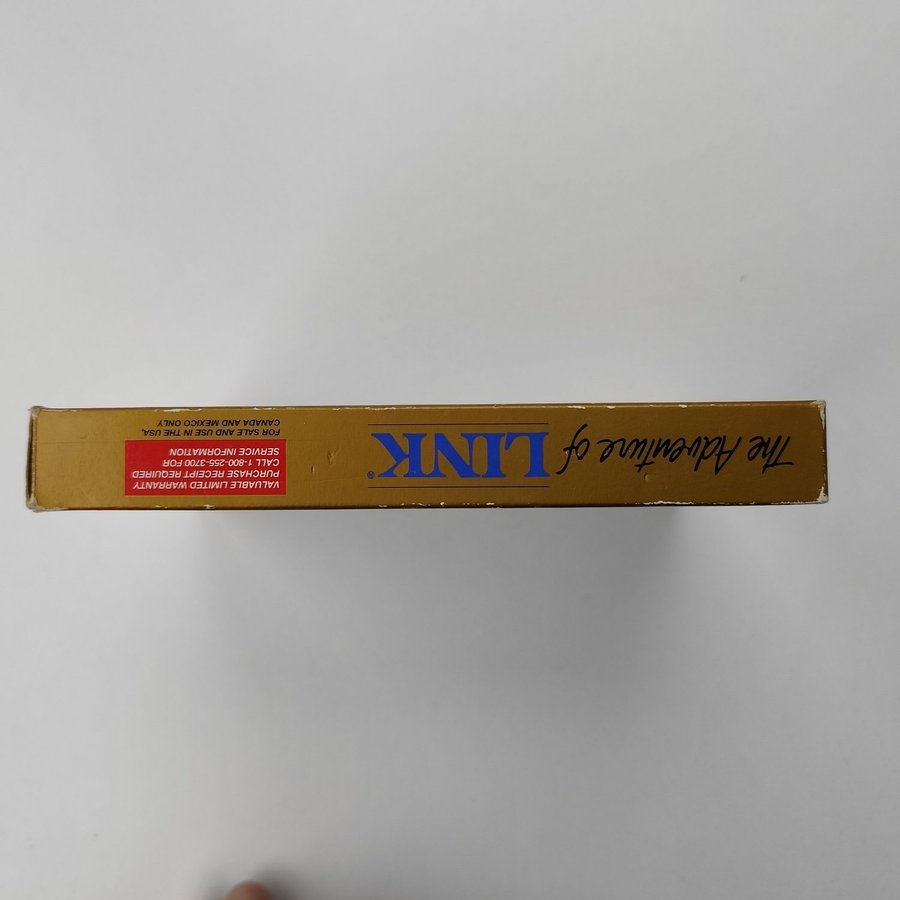 The Adventure of LINK®
VALUABLE LIMITED WARRANTY
PURCHASE RECEIPT REQUIRED
CALL 1-800-255-3700 FOR
SERVICE INFORMATION
FOR SALE AND USE IN THE USA,
CANADA AND MEXICO ONLY